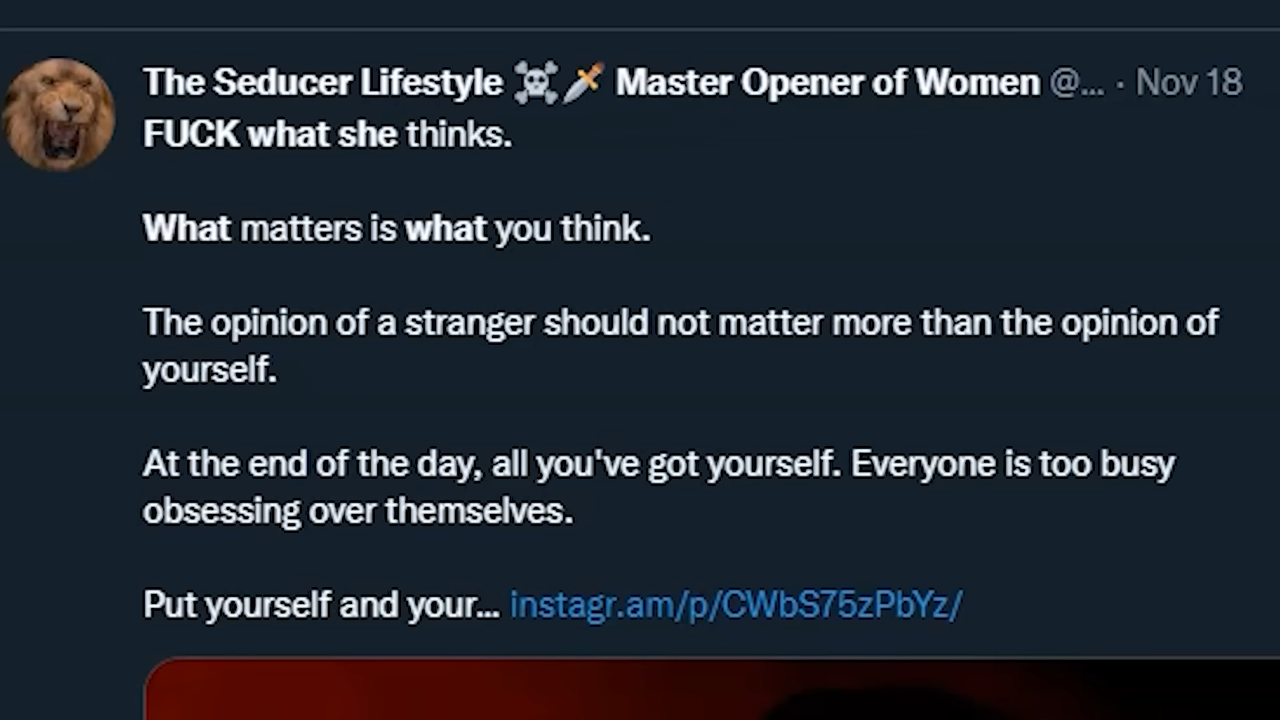 The Seducer Lifestyle ☠️🗡️ Master Opener of Women @... · Nov 18
FUCK what she thinks.
What matters is what you think.
The opinion of a stranger should not matter more than the opinion of
yourself.
At the end of the day, all you've got yourself. Everyone is too busy
obsessing over themselves.
Put yourself and your... instagr.am/p/CWbS75zPbYz/